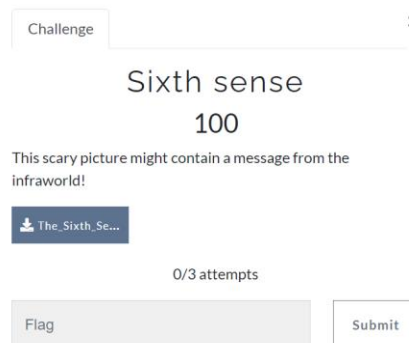 Challenge
Sixth sense
100
This scary picture might contain a message from the
infraworld!
The_Sixth_Se...
0/3 attempts
Flag
Submit